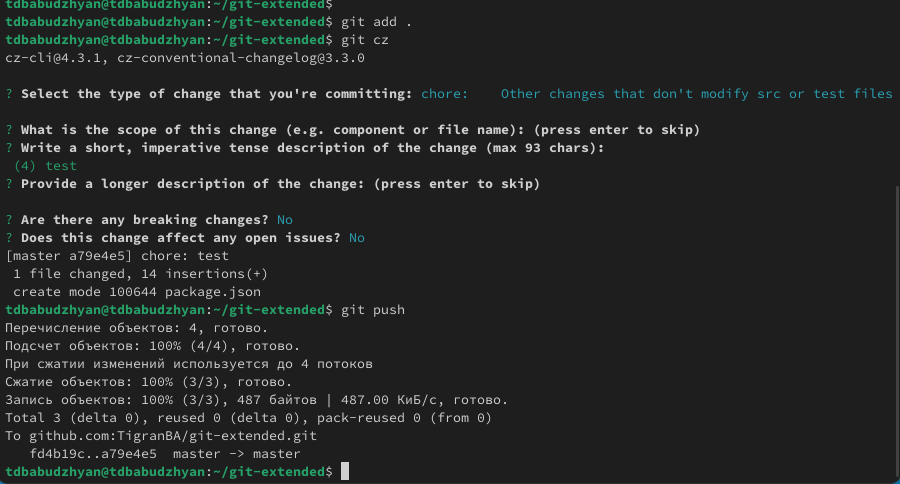 tdbabudzhyan@tdbabudzhyan:~/git-extended$
tdbabudzhyan@tdbabudzhyan:~/git-extended$ git add .
tdbabudzhyan@tdbabudzhyan:~/git-extended$ git cz
cz-cli@4.3.1, cz-conventional-changelog@3.3.0
? Select the type of change that you're committing: chore:    Other changes that don't modify src or test files
? What is the scope of this change (e.g. component or file name): (press enter to skip)
? Write a short, imperative tense description of the change (max 93 chars):
 (4) test
? Provide a longer description of the change: (press enter to skip)
? Are there any breaking changes? No
? Does this change affect any open issues? No
[master a79e4e5] chore: test
 1 file changed, 14 insertions(+)
 create mode 100644 package.json
tdbabudzhyan@tdbabudzhyan:~/git-extended$ git push
Перечисление объектов: 4, готово.
Подсчет объектов: 100% (4/4), готово.
При сжатии изменений используется до 4 потоков
Сжатие объектов: 100% (3/3), готово.
Запись объектов: 100% (3/3), 487 байтов | 487.00 КиБ/с, готово.
Total 3 (delta 0), reused 0 (delta 0), pack-reused 0 (from 0)
To github.com:TigranBA/git-extended.git
   fd4b19c..a79e4e5  master -> master
tdbabudzhyan@tdbabudzhyan:~/git-extended$